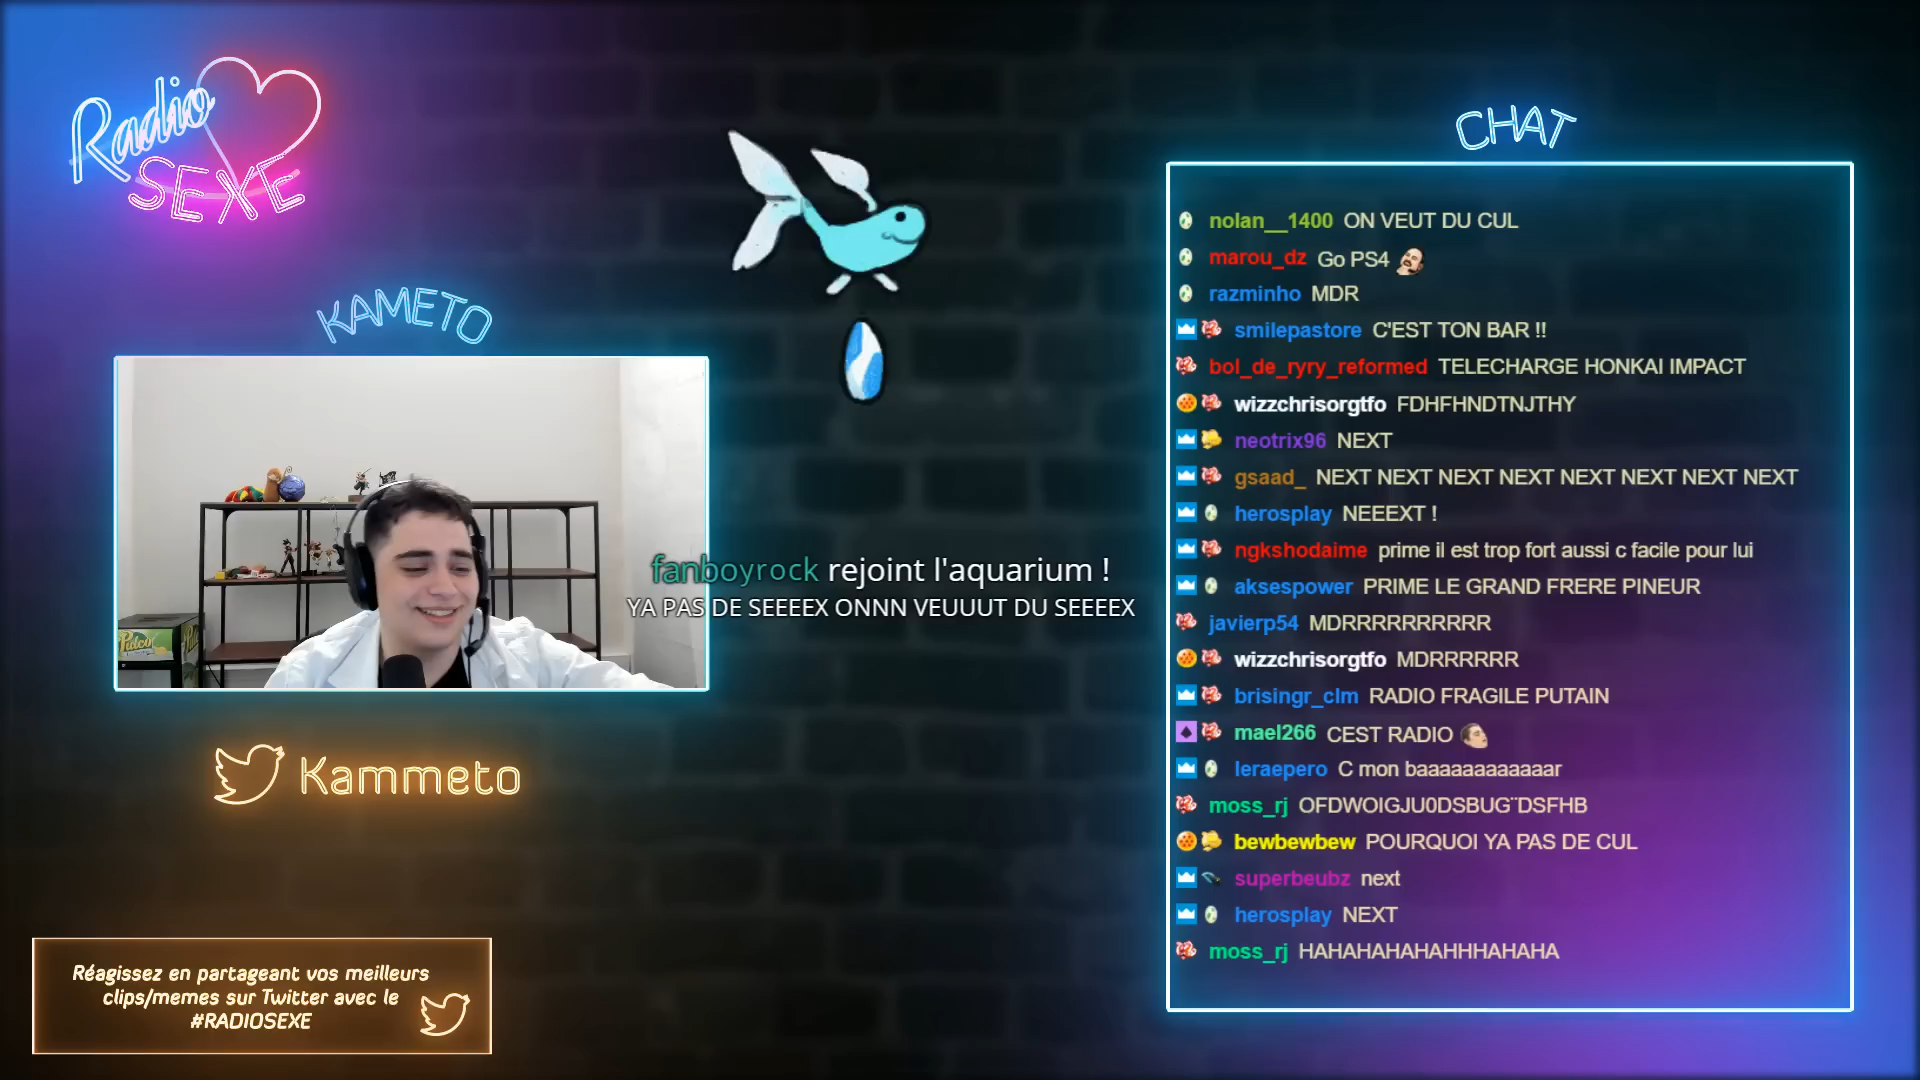 Radio
SEXE
KAMETO
Pulco
fanboyrock rejoint l'aquarium !
YA PAS DE SEEEEX ONNN VEUUUT DU SEEEEX
Kammeto
Réagissez en partageant vos meilleurs
clips/memes sur Twitter avec le
#RADIOSEXE
CHAT
nolan__1400 ON VEUT DU CUL
marou_dz Go PS4
razminho MDR
smilepastore C'EST TON BAR !!
bol_de_ryry_reformed TELECHARGE HONKAI IMPACT
wizzchrisorgtfo FDHFHNDTNJTHY
neotrix96 NEXT
gsaad_ NEXT NEXT NEXT NEXT NEXT NEXT NEXT NEXT
herosplay NEEEXT !
ngkshodaime prime il est trop fort aussi c facile pour lui
aksespower PRIME LE GRAND FRERE PINEUR
javierp54 MDRRRRRRRRRR
wizzchrisorgtfo MDRRRRRR
brisingr_clm RADIO FRAGILE PUTAIN
mael266 CEST RADIO
leraepero C mon baaaaaaaaaaar
moss_rj OFDWOIGJU0DSBUG¨DSFHB
bewbewbew POURQUOI YA PAS DE CUL
superbeubz next
herosplay NEXT
moss_rj HAHAHAHAHAHHHAHAHA